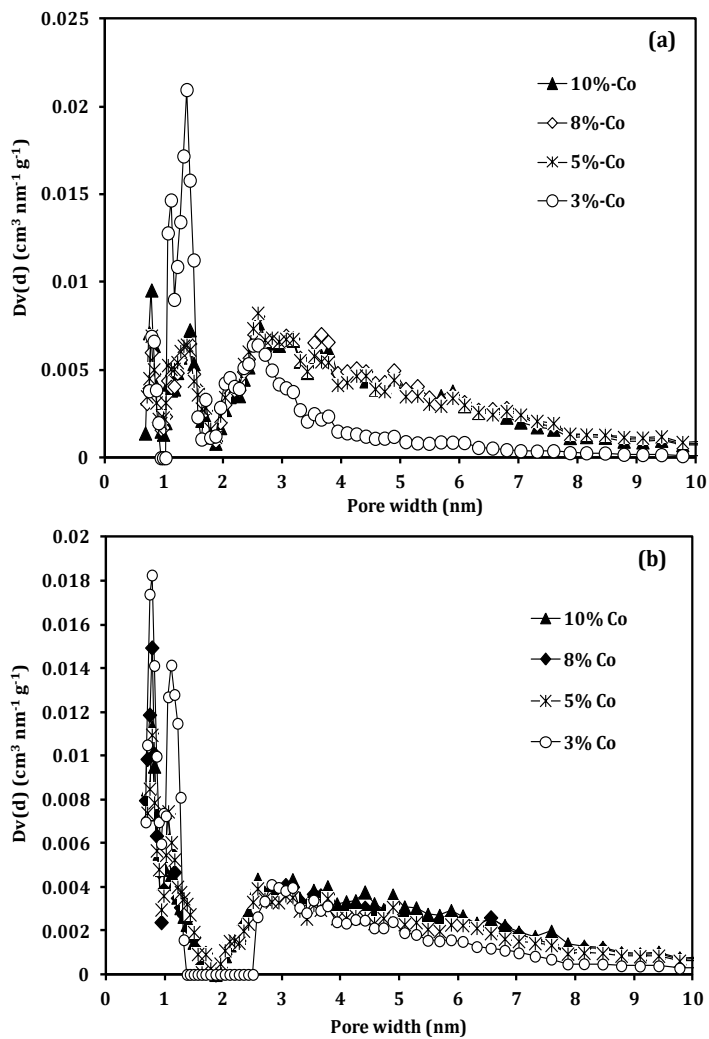 (a)
0.025
0.02
0.015
0.01
0.005
0
Dv(d) (cm³ nm⁻¹ g⁻¹)
10%-Co
8%-Co
5%-Co
3%-Co
0 1 2 3 4 5 6 7 8 9 10
Pore width (nm)
(b)
0.02
0.018
0.016
0.014
0.012
0.01
0.008
0.006
0.004
0.002
0
Dv(d) (cm³ nm⁻¹ g⁻¹)
10% Co
8% Co
5% Co
3% Co
0 1 2 3 4 5 6 7 8 9 10
Pore width (nm)